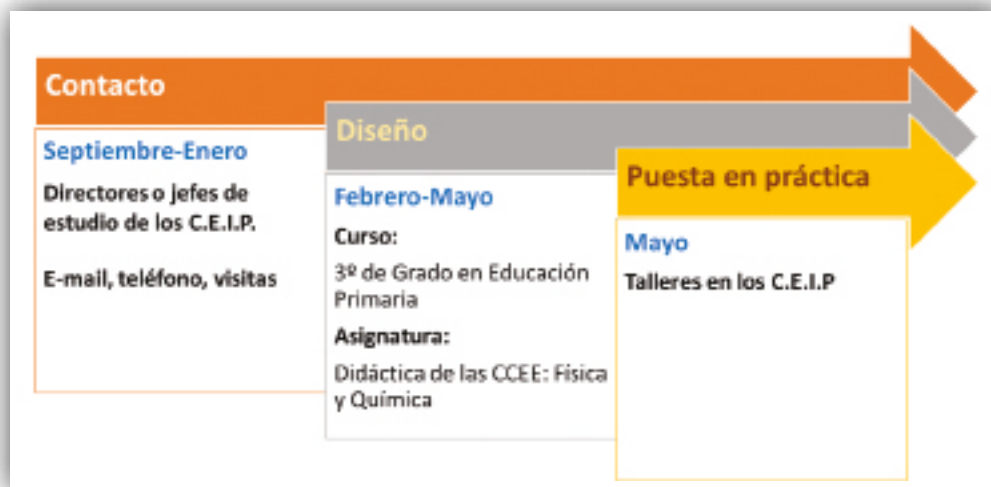 Contacto
Septiembre-Enero
Directores o jefes de
estudio de los C.E.I.P.
E-mail, teléfono, visitas
Diseño
Febrero-Mayo
Curso:
3º de Grado en Educación
Primaria
Asignatura:
Didáctica de las CCEE: Física
y Química
Puesta en práctica
Mayo
Talleres en los C.E.I.P